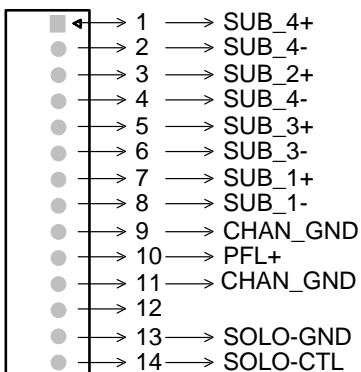 1 SUB_4+
2 SUB_4-
3 SUB_2+
4 SUB_4-
5 SUB_3+
6 SUB_3-
7 SUB_1+
8 SUB_1-
9 CHAN_GND
10 PFL+
11 CHAN_GND
12
13 SOLO-GND
14 SOLO-CTL